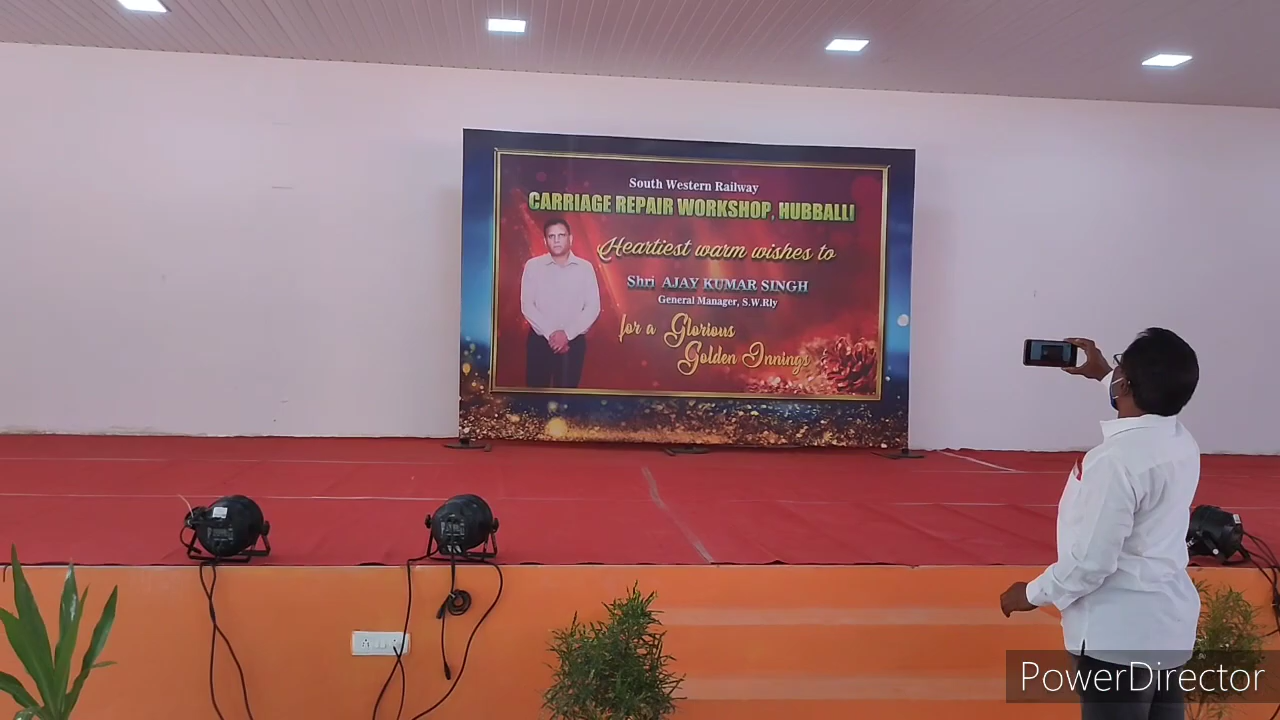 South Western Railway
CARRIAGE REPAIR WORKSHOP, HUBBALLI
Heartiest warm wishes to
Shri AJAY KUMAR SINGH
General Manager, S.W.Rly
for a Glorious
Golden Innings
PowerDirector